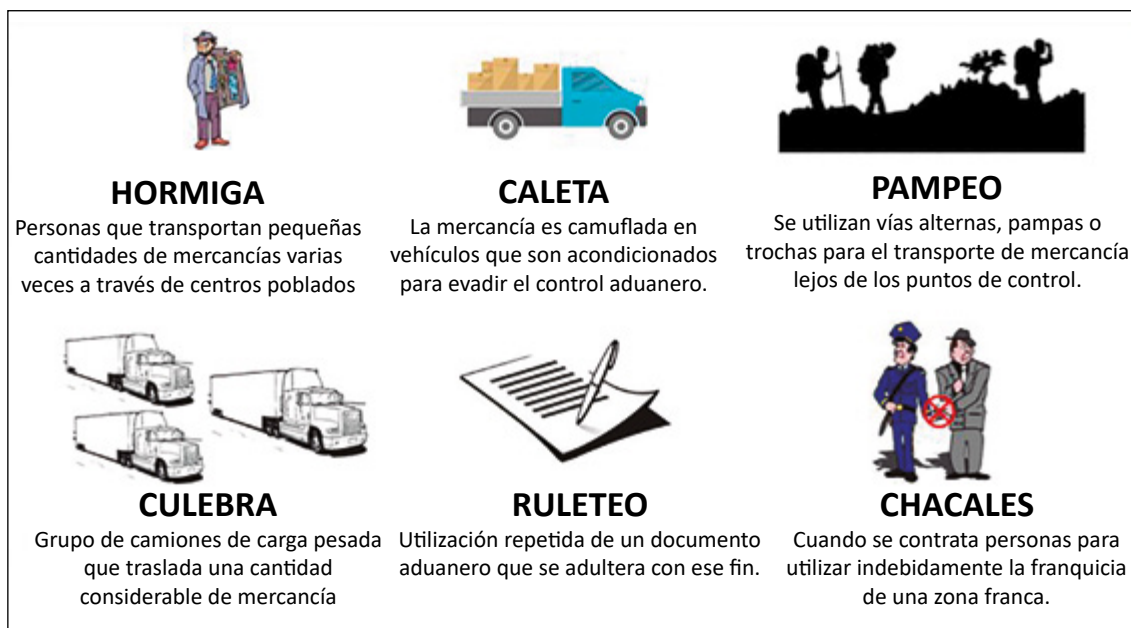 HORMIGA
Personas que transportan pequeñas
cantidades de mercancías varias
veces a través de centros poblados
CALETA
La mercancía es camuflada en
vehículos que son acondicionados
para evadir el control aduanero.
PAMPEO
Se utilizan vías alternas, pampas o
trochas para el transporte de mercancía
lejos de los puntos de control.
CULEBRA
Grupo de camiones de carga pesada
que traslada una cantidad
considerable de mercancía
RULETEO
Utilización repetida de un documento
aduanero que se adultera con ese fin.
CHACALES
Cuando se contrata personas para
utilizar indebidamente la franquicia
de una zona franca.